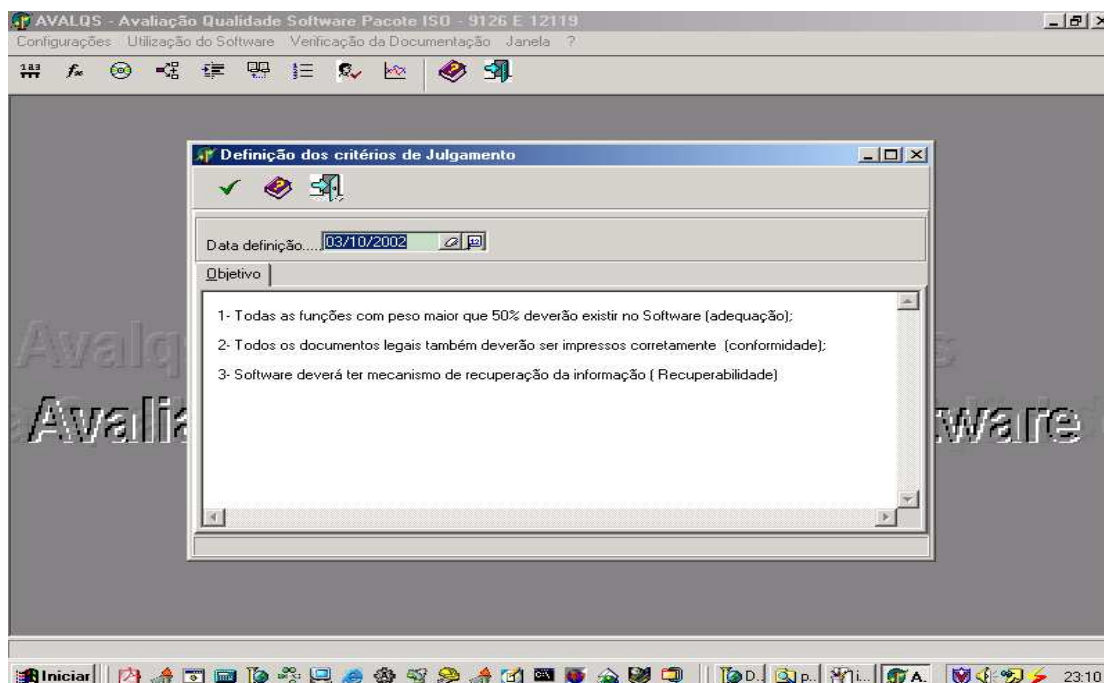 AVALQS - Avaliação Qualidade Software Pacote ISO - 9126 E 12119
Configurações Utilização do Software Verificação da Documentação Janela ?
Definição dos critérios de Julgamento
Data definição.... 03/10/2002
Objetivo
1- Todas as funções com peso maior que 50% deverão existir no Software (adequação);
2- Todos os documentos legais também deverão ser impressos corretamente (conformidade);
3- Software deverá ter mecanismo de recuperação da informação ( Recuperabilidade)
Avalq s
Avalia tware
Iniciar D.. p.. i... A. 23:10